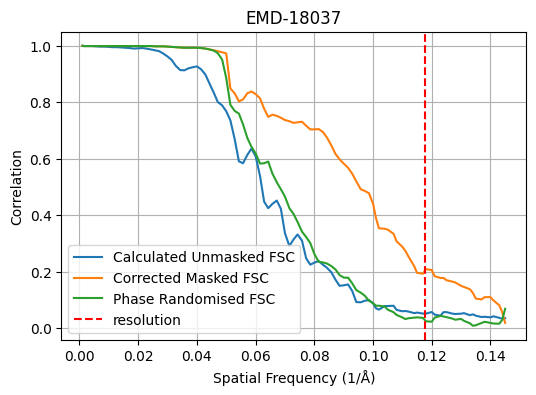 EMD-18037
1.0
0.8
0.6
0.4
0.2
0.0
Correlation
Calculated Unmasked FSC
Corrected Masked FSC
Phase Randomised FSC
resolution
0.00 0.02 0.04 0.06 0.08 0.10 0.12 0.14
Spatial Frequency (1/Å)